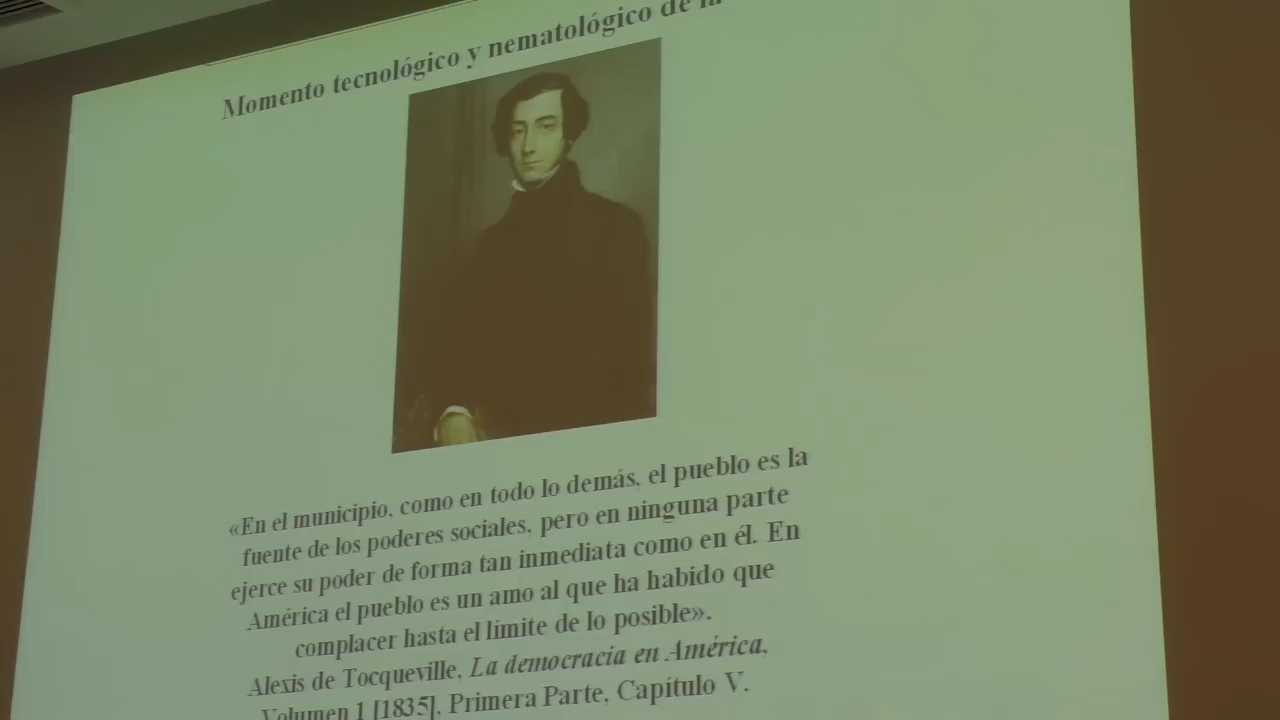 Momento tecnológico y nematológico de la
«En el municipio, como en todo lo demás, el pueblo es la
fuente de los poderes sociales, pero en ninguna parte
ejerce su poder de forma tan inmediata como en él. En
América el pueblo es un amo al que ha habido que
complacer hasta el límite de lo posible».
Alexis de Tocqueville, La democracia en América,
Volumen 1 [1835], Primera Parte, Capítulo V.